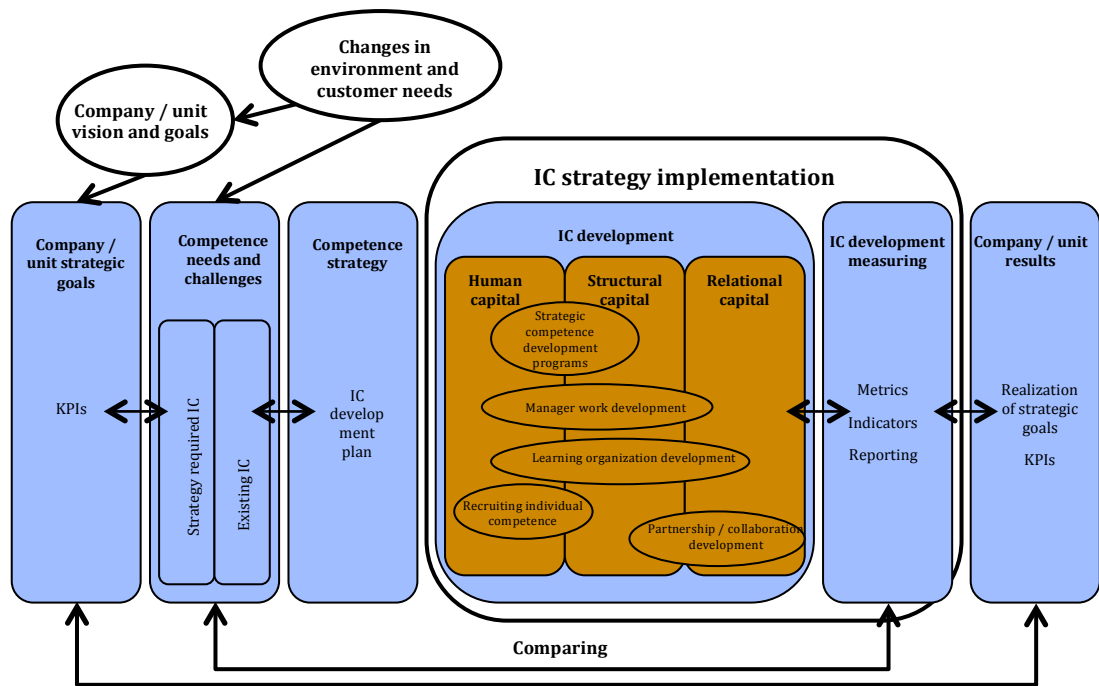 Changes in
environment and
customer needs
Company / unit
vision and goals
IC strategy implementation
Company /
unit strategic
goals
KPIs
Competence
needs and
challenges
Strategy required IC
Existing IC
Competence
strategy
IC
develop
ment
plan
IC development
Human
capital
Structural
capital
Relational
capital
Strategic
competence
development
programs
Manager work development
Learning organization development
Recruiting individual
competence
Partnership / collaboration
development
IC development
measuring
Metrics
Indicators
Reporting
Company / unit
results
Realization
of strategic
goals
KPIs
Comparing